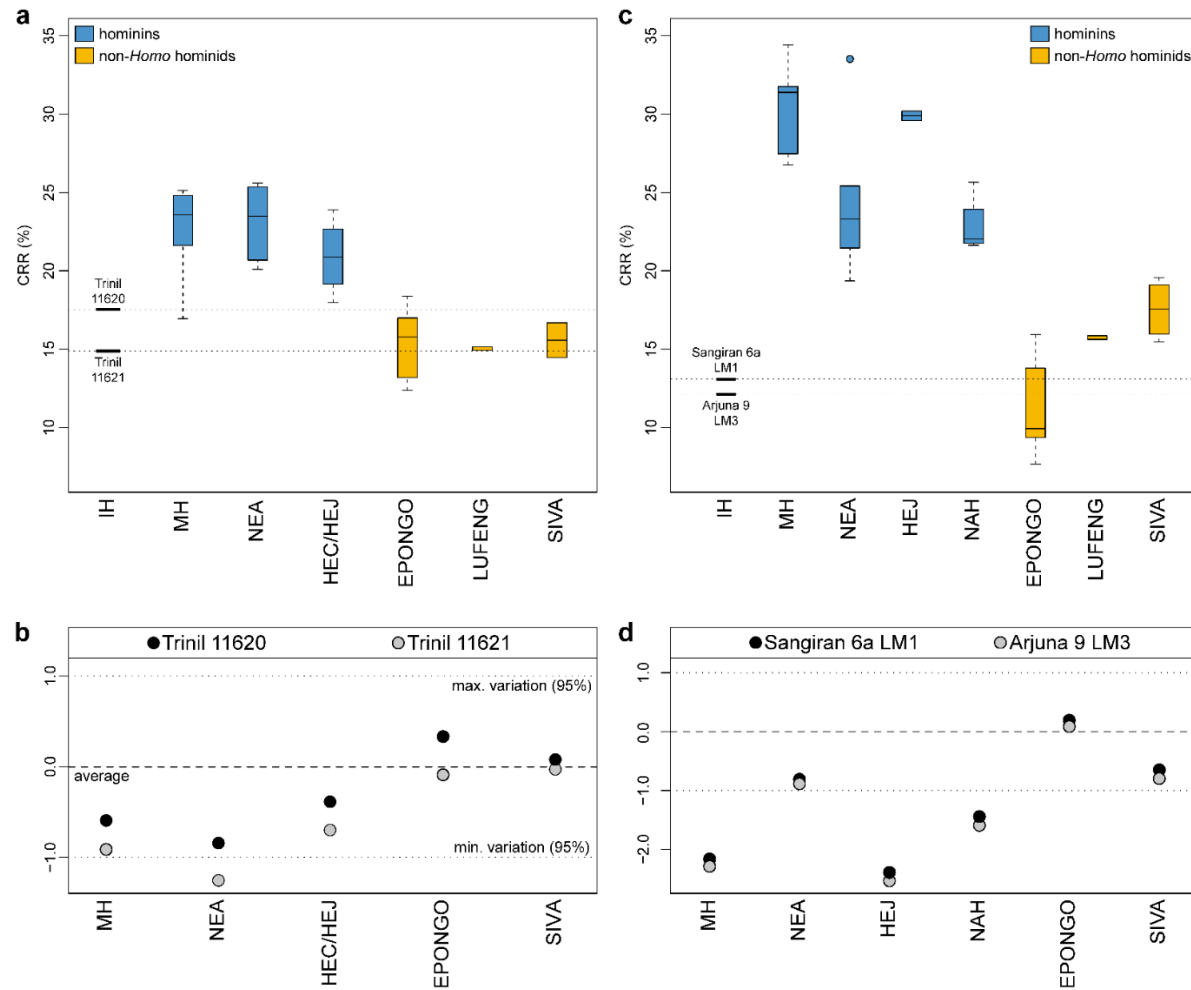 a
hominins
non-Homo hominids
CRR (%)
35
30
25
20
15
10
Trinil
11620
Trinil
11621
IH
MH
NEA
HEC/HEJ
EPONGO
LUFENG
SIVA
c
hominins
non-Homo hominids
CRR (%)
35
30
25
20
15
10
Sangiran 6a
LM1
Arjuna 9
LM3
IH
MH
NEA
HEJ
NAH
EPONGO
LUFENG
SIVA
b
Trinil 11620
Trinil 11621
1.0
0.0
−1.0
max. variation (95%)
average
min. variation (95%)
MH
NEA
HEC/HEJ
EPONGO
SIVA
d
Sangiran 6a LM1
Arjuna 9 LM3
1.0
0.0
−1.0
−2.0
MH
NEA
HEJ
NAH
EPONGO
SIVA